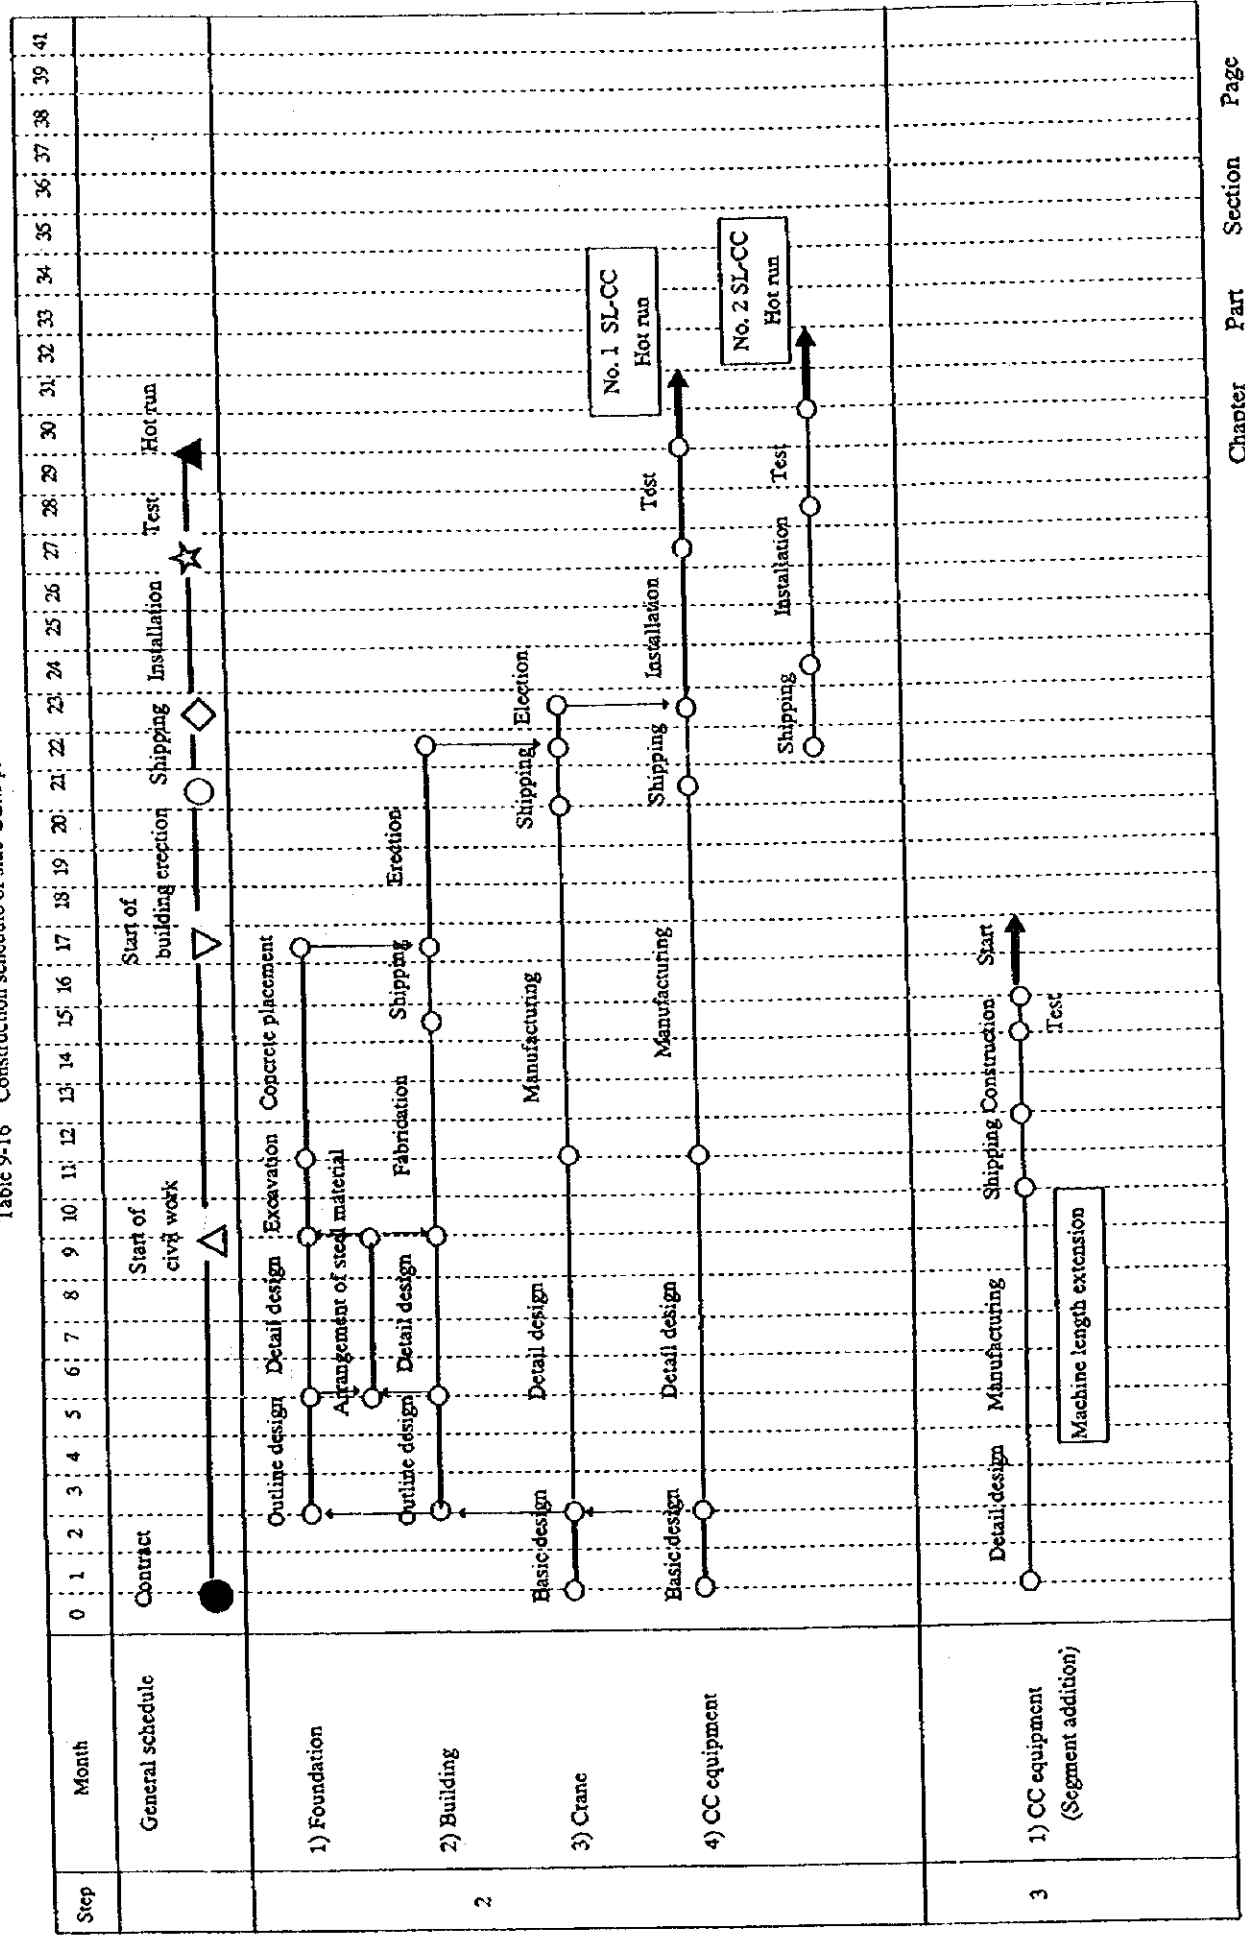 Table 9-16 Construction schedule of slab
Step Month 0 1 2 3 4 5 6 7 8 9 10 11 12 13 14 15 16 17 18 19 20 21 22 23 24 25 26 27 28 29 30 31 32 33 34 35 36 37 38 39 41
General schedule
Contract
Start of
civil work
Start of
building erection
Shipping
Installation
Test
Hot run
2
1) Foundation
Outline design
Detail design
Excavation
Concrete placement
Arrangement of steel material
2) Building
Outline design
Detail design
Fabrication
Shipping
Erection
3) Crane
Basic design
Detail design
Manufacturing
Shipping
Election
4) CC equipment
Basic design
Detail design
Manufacturing
Shipping
Installation
Test
No. 1 SL-CC
Hot run
Shipping
Installation
Test
No. 2 SL-CC
Hot run
3
1) CC equipment
(Segment addition)
Detail design
Manufacturing
Shipping
Construction
Test
Start
Machine length extension
Chapter Part Section Page